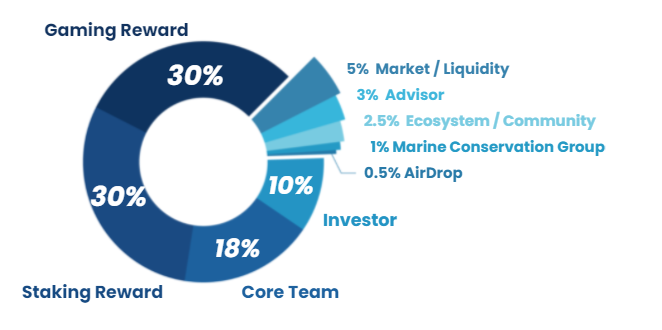 Gaming Reward
30%
5% Market / Liquidity
3% Advisor
2.5% Ecosystem / Community
1% Marine Conservation Group
0.5% AirDrop
10%
30%
Investor
18%
Staking Reward
Core Team